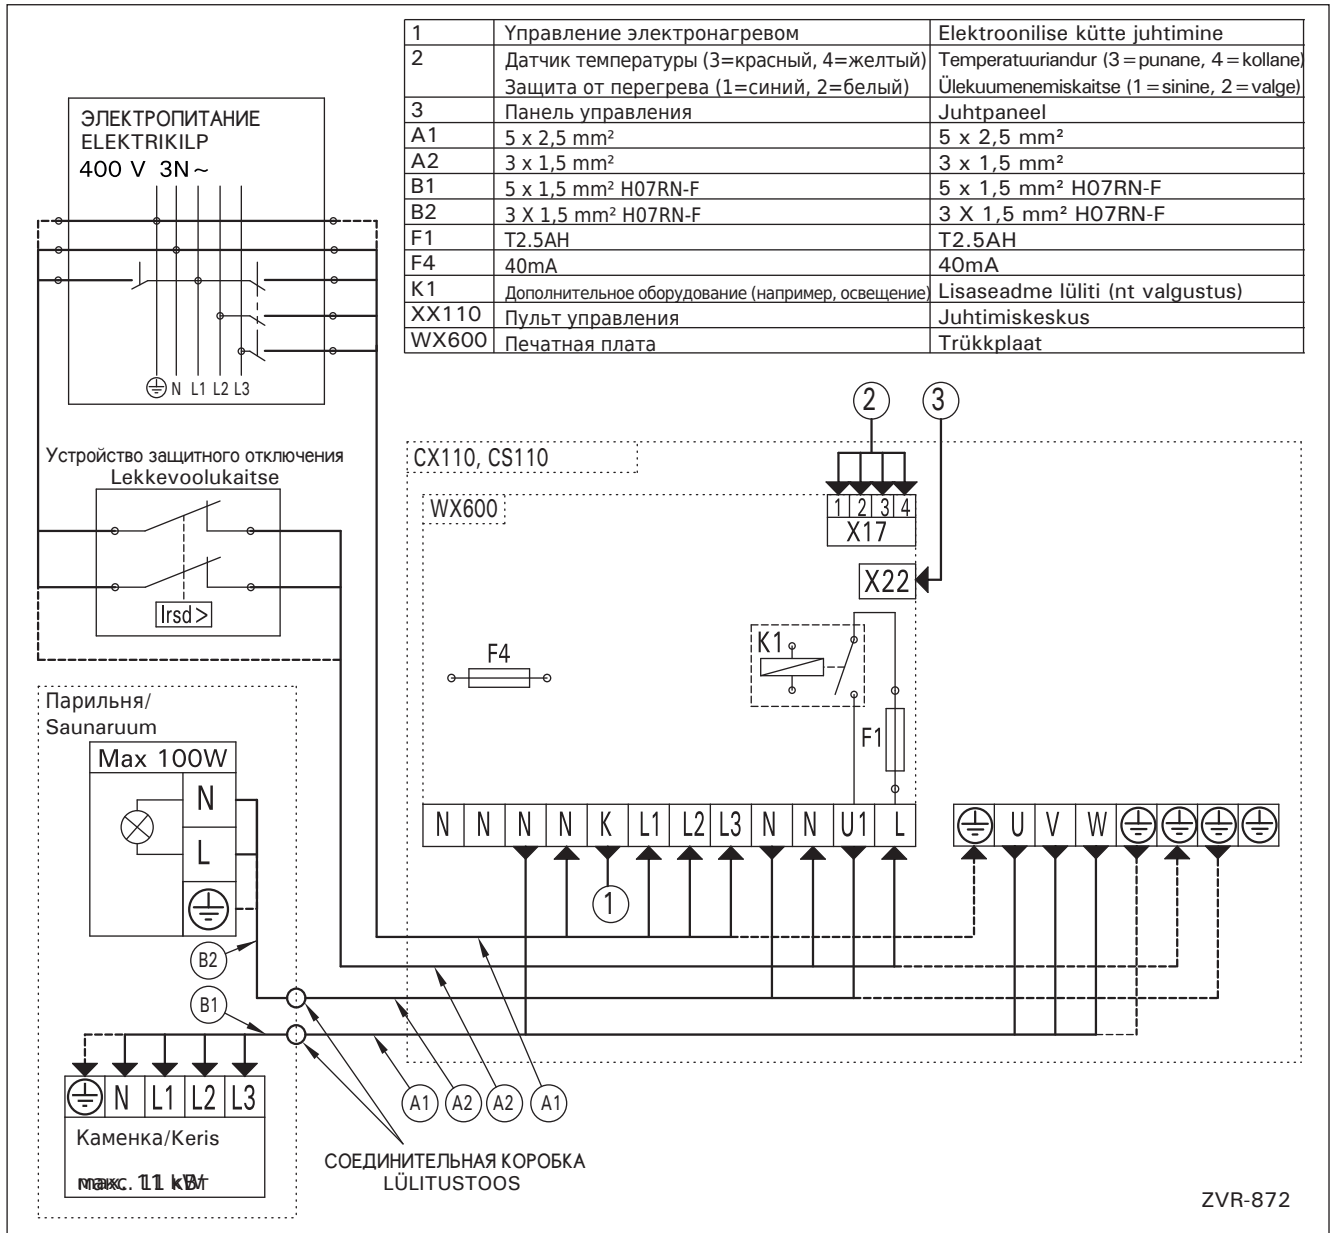 1 Управление электронагревом Elektroonilise kütte juhtimine
2 Датчик температуры (3=красный, 4=желтый) Temperatuuriandur (3=punane, 4=kollane)
Защита от перегрева (1=синий, 2=белый) Ülekuumenemiskaitse (1=sinine, 2=valge)
3 Панель управления Juhtpaneel
A1 5 x 2,5 mm² 5 x 2,5 mm²
A2 3 x 1,5 mm² 3 x 1,5 mm²
B1 5 x 1,5 mm² H07RN-F 5 x 1,5 mm² H07RN-F
B2 3 X 1,5 mm² H07RN-F 3 X 1,5 mm² H07RN-F
F1 T2.5AH T2.5AH
F4 40mA 40mA
K1 Дополнительное оборудование (например, освещение) Lisaseadme lüliti (nt valgustus)
XX110 Пульт управления Juhtimiskeskus
WX600 Печатная плата Trükkplaat
ЭЛЕКТРОПИТАНИЕ
ELEKTRIKILP
400 V 3N~
N L1 L2 L3
Устройство защитного отключения
Lekkevoolukaitse
Irsd>
2 3
CX110, CS110
WX600
1 2 3 4
X17
X22
K1
F4
F1
Парильня/
Saunaruum
Max 100W
N
L
N N N N K L1 L2 L3 N N U1 L U V W
1
B2
B1
N L1 L2 L3
A1 A2 A2 A1
Каменка/Keris
СОЕДИНИТЕЛЬНАЯ КОРОБКА
LÜLITUSTOOS
макс. 11 кВт
ZVR-872